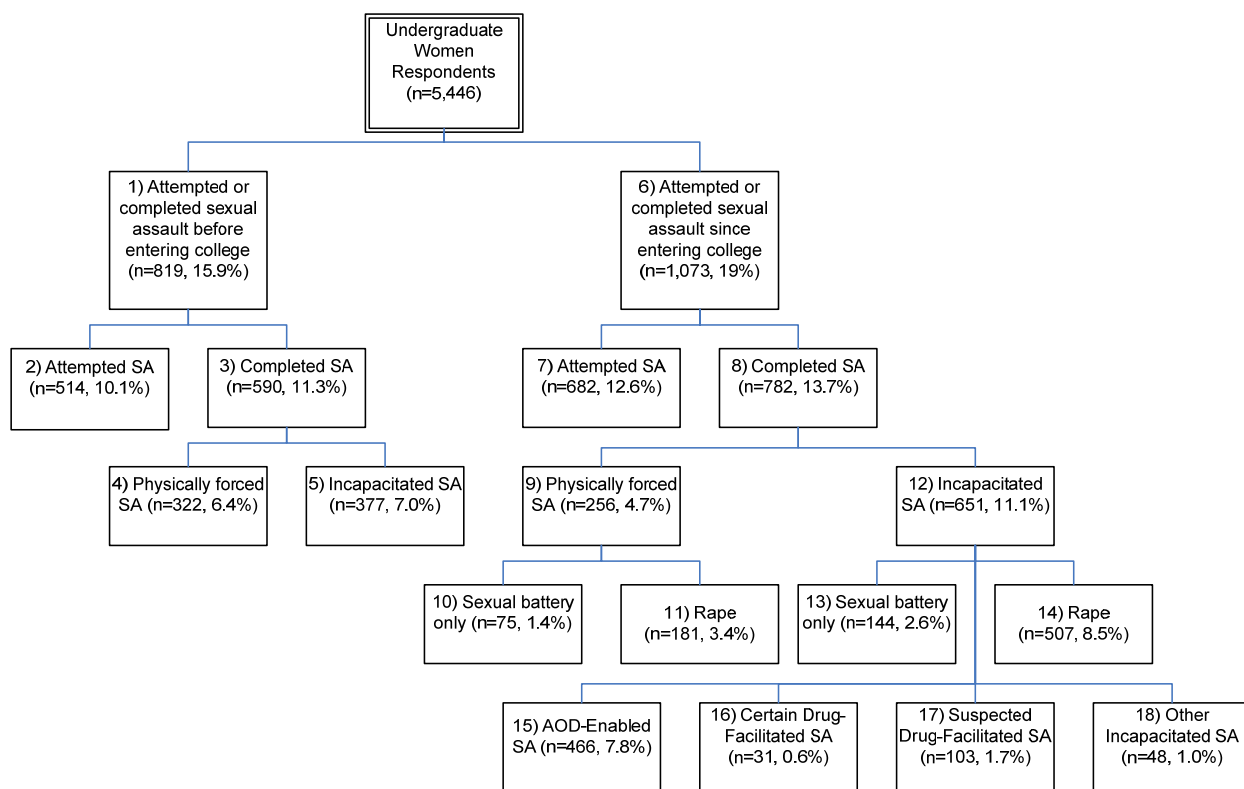 Undergraduate
Women
Respondents
(n=5,446)
1) Attempted or
completed sexual
assault before
entering college
(n=819, 15.9%)
6) Attempted or
completed sexual
assault since
entering college
(n=1,073, 19%)
2) Attempted SA
(n=514, 10.1%)
3) Completed SA
(n=590, 11.3%)
7) Attempted SA
(n=682, 12.6%)
8) Completed SA
(n=782, 13.7%)
4) Physically forced
SA (n=322, 6.4%)
5) Incapacitated SA
(n=377, 7.0%)
9) Physically forced
SA (n=256, 4.7%)
12) Incapacitated
SA (n=651, 11.1%)
10) Sexual battery
only (n=75, 1.4%)
11) Rape
(n=181, 3.4%)
13) Sexual battery
only (n=144, 2.6%)
14) Rape
(n=507, 8.5%)
15) AOD-Enabled
SA (n=466, 7.8%)
16) Certain Drug-
Facilitated SA
(n=31, 0.6%)
17) Suspected
Drug-Facilitated SA
(n=103, 1.7%)
18) Other
Incapacitated SA
(n=48, 1.0%)